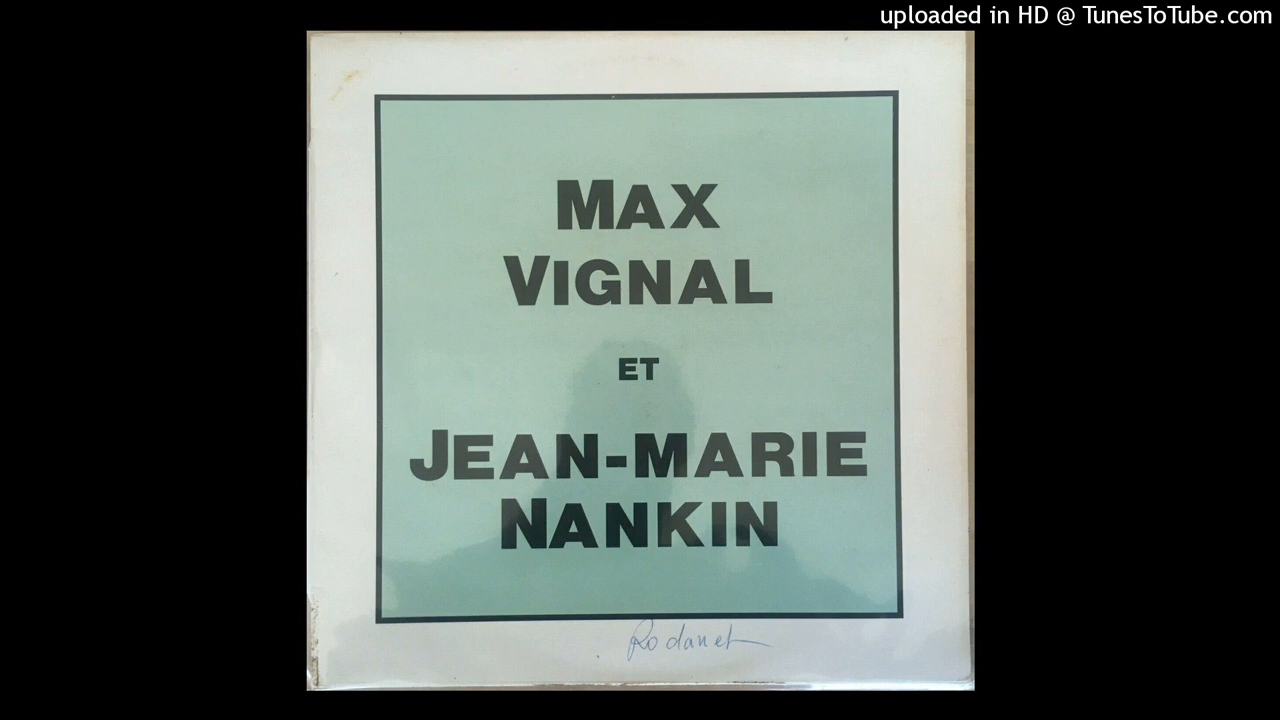 uploaded in HD @ TunesToTube.com
MAX
VIGNAL
ET
JEAN-MARIE
NANKIN
Rodanet